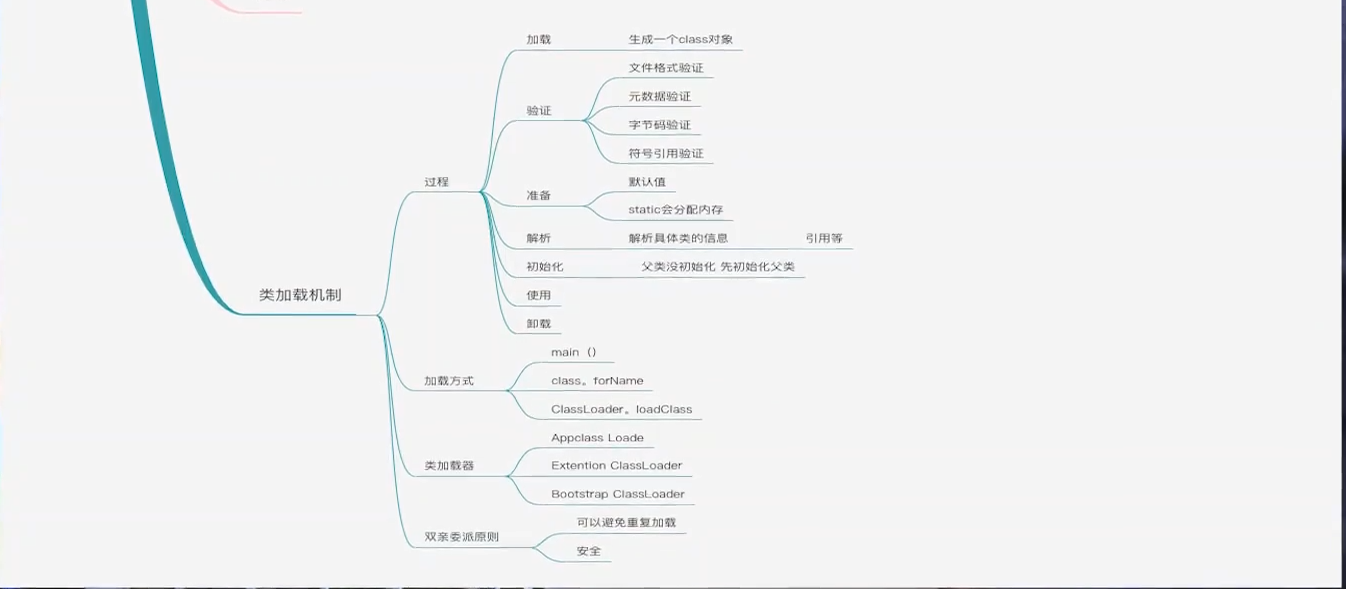 类加载机制
过程
加载
生成一个class对象
验证
文件格式验证
元数据验证
字节码验证
符号引用验证
准备
默认值
static会分配内存
解析
解析具体类的信息
引用等
初始化
父类没初始化 先初始化父类
使用
卸载
加载方式
main（）
class。forName
ClassLoader。loadClass
类加载器
Appclass Loade
Extention ClassLoader
Bootstrap ClassLoader
双亲委派原则
可以避免重复加载
安全